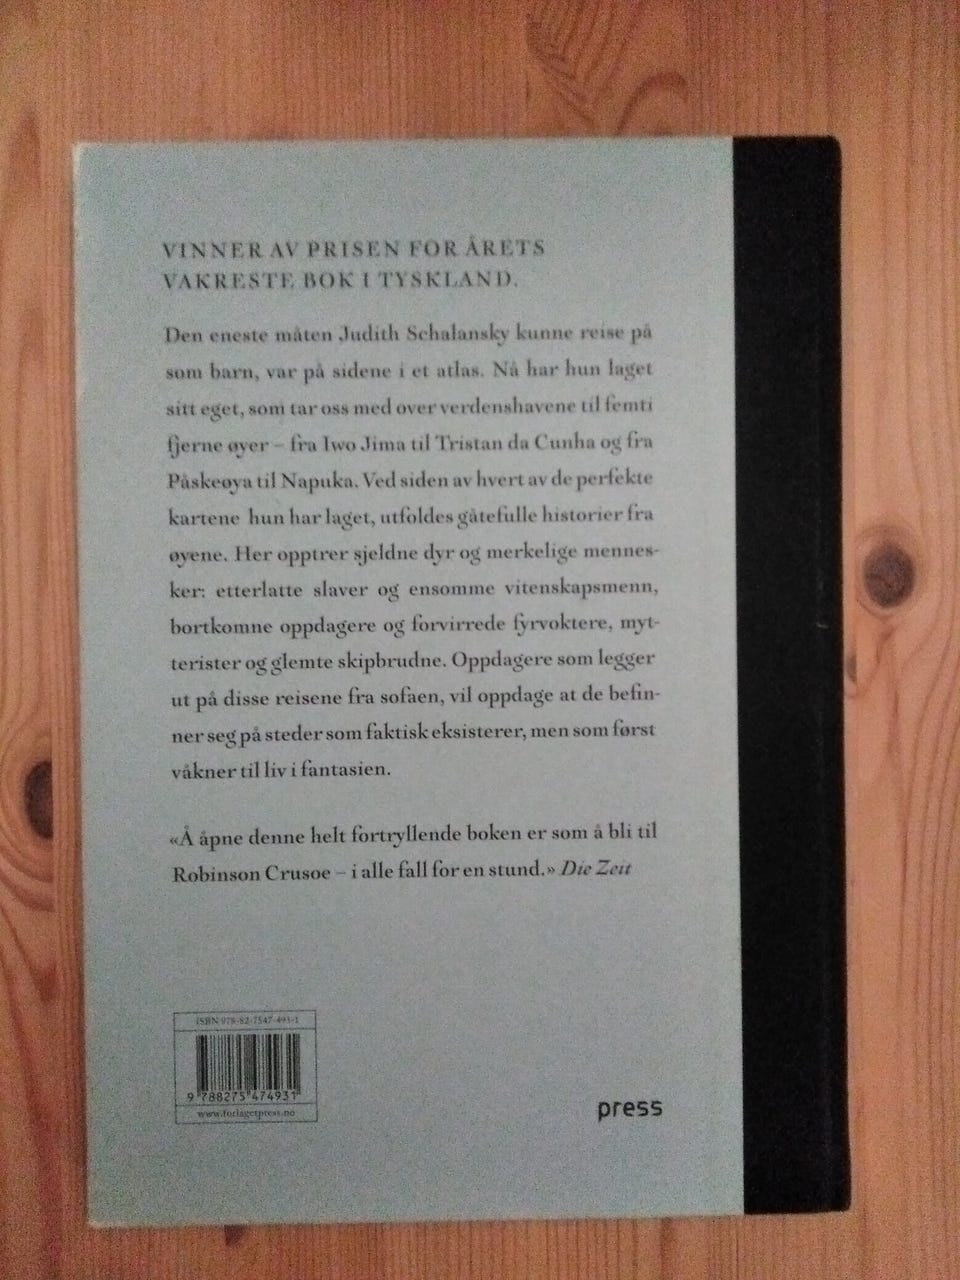 VINNER AV PRISEN FOR ÅRETS
VAKRESTE BOK I TYSKLAND.
Den eneste måten Judith Schalansky kunne reise på
som barn, var på sidene i et atlas. Nå har hun laget
sitt eget, som tar oss med over verdenshavene til femti
fjerne øyer – fra Iwo Jima til Tristan da Cunha og fra
Påskeøya til Napuka. Ved siden av hvert av de perfekte
kartene hun har laget, utfoldes gåtefulle historier fra
øyene. Her opptrer sjeldne dyr og merkelige mennes-
ker: etterlatte slaver og ensomme vitenskapsmenn,
bortkomne oppdagere og forvirrede fyrvoktere, myt-
terister og glemte skipbrudne. Oppdagere som legger
ut på disse reisene fra sofaen, vil oppdage at de befin-
ner seg på steder som faktisk eksisterer, men som først
våkner til liv i fantasien.
«Å åpne denne helt fortryllende boken er som å bli til
Robinson Crusoe – i alle fall for en stund.» Die Zeit
ISBN 978-82-7547-493-1
9 788275 474931
www.forlagetpress.no
press